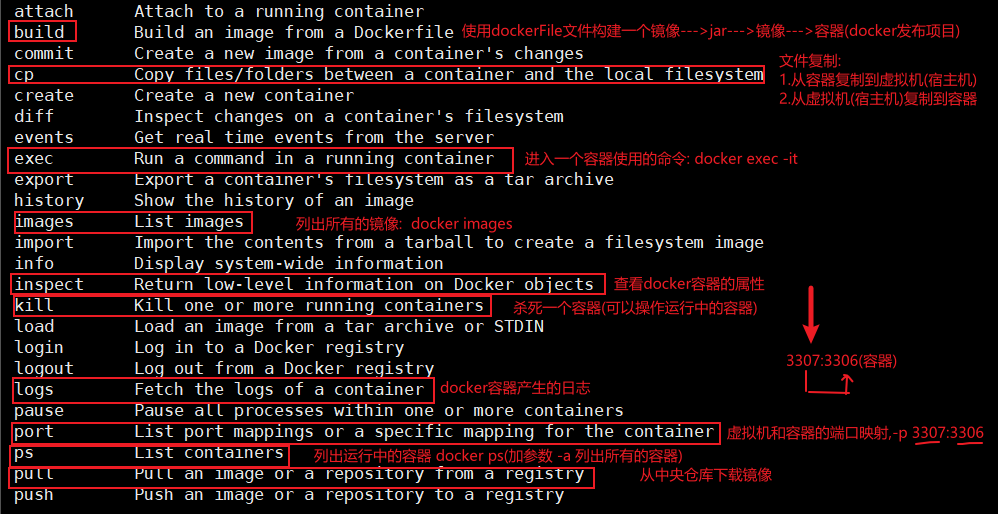 attach Attach to a running container
build Build an image from a Dockerfile 使用dockerFile文件构建一个镜像--->jar--->镜像--->容器(docker发布项目)
commit Create a new image from a container's changes
文件复制:
cp Copy files/folders between a container and the local filesystem
1.从容器复制到虚拟机(宿主机)
2.从虚拟机(宿主机)复制到容器
create Create a new container
diff Inspect changes on a container's filesystem
events Get real time events from the server
exec Run a command in a running container 进入一个容器使用的命令: docker exec -it
export Export a container's filesystem as a tar archive
history Show the history of an image
images List images 列出所有的镜像: docker images
import Import the contents from a tarball to create a filesystem image
info Display system-wide information
inspect Return low-level information on Docker objects 查看docker容器的属性
kill Kill one or more running containers 杀死一个容器(可以操作运行中的容器)
load Load an image from a tar archive or STDIN
login Log in to a Docker registry
logout Log out from a Docker registry
3307:3306(容器)
logs Fetch the logs of a container docker容器产生的日志
pause Pause all processes within one or more containers
port List port mappings or a specific mapping for the container 虚拟机和容器的端口映射,-p 3307:3306
ps List containers 列出运行中的容器 docker ps(加参数 -a 列出所有的容器)
pull Pull an image or a repository from a registry 从中央仓库下载镜像
push Push an image or a repository to a registry